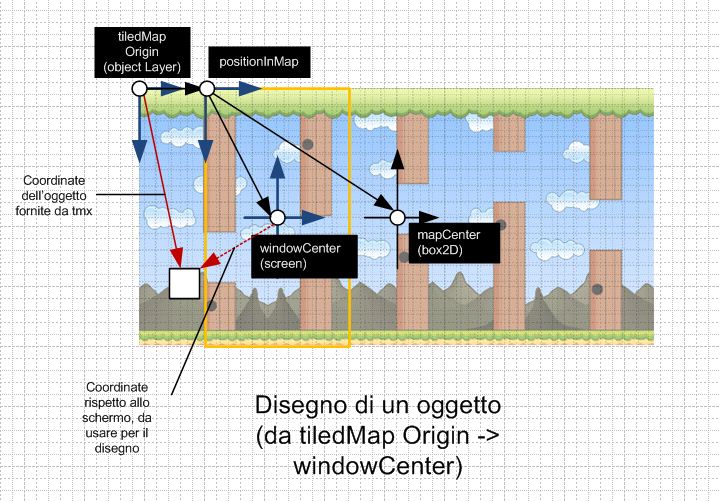 tiledMap
Origin
(object Layer)
positionInMap
Coordinate
dell'oggetto
fornite da tmx
windowCenter
(screen)
mapCenter
(box2D)
Coordinate
rispetto allo
schermo, da
usare per il
disegno
Disegno di un oggetto
(da tiledMap Origin ->
windowCenter)